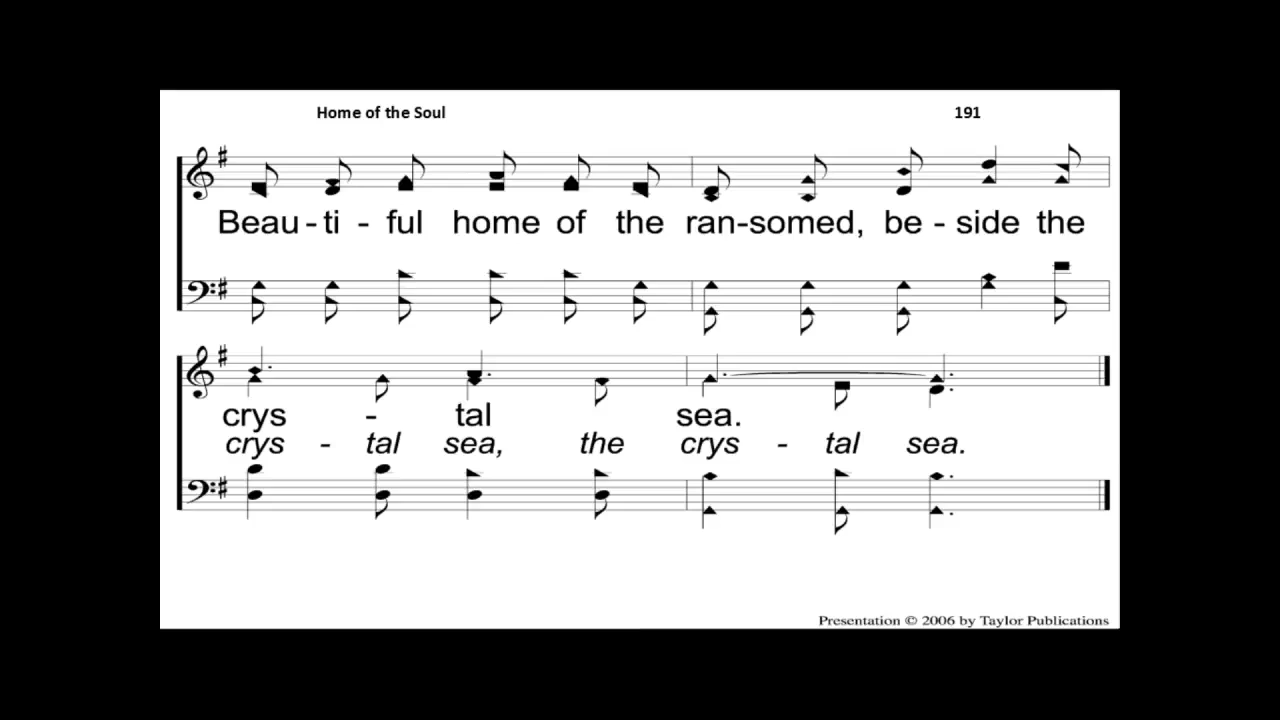 Home of the Soul 191
Beau - ti - ful home of the ran-somed, be - side the
crys - tal sea.
crys - tal sea, the crys - tal sea.
Presentation © 2006 by Taylor Publications